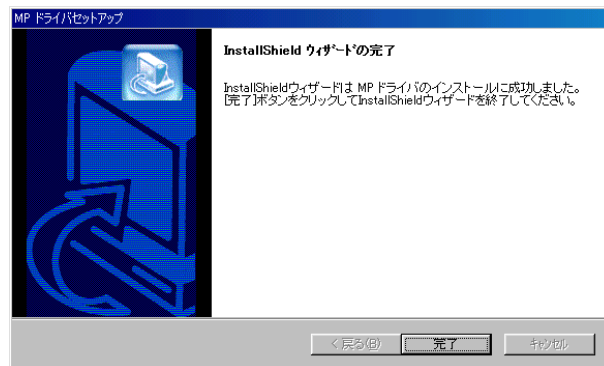 MP ドライバセットアップ
InstallShield ｳｨｻﾞｰﾄﾞの完了
InstallShieldウィザードは MP ドライバのインストールに成功しました。
[完了]ボタンをクリックしてInstallShieldウィザードを終了してください。
< 戻る(B)
完了
ｷｬﾝｾﾙ